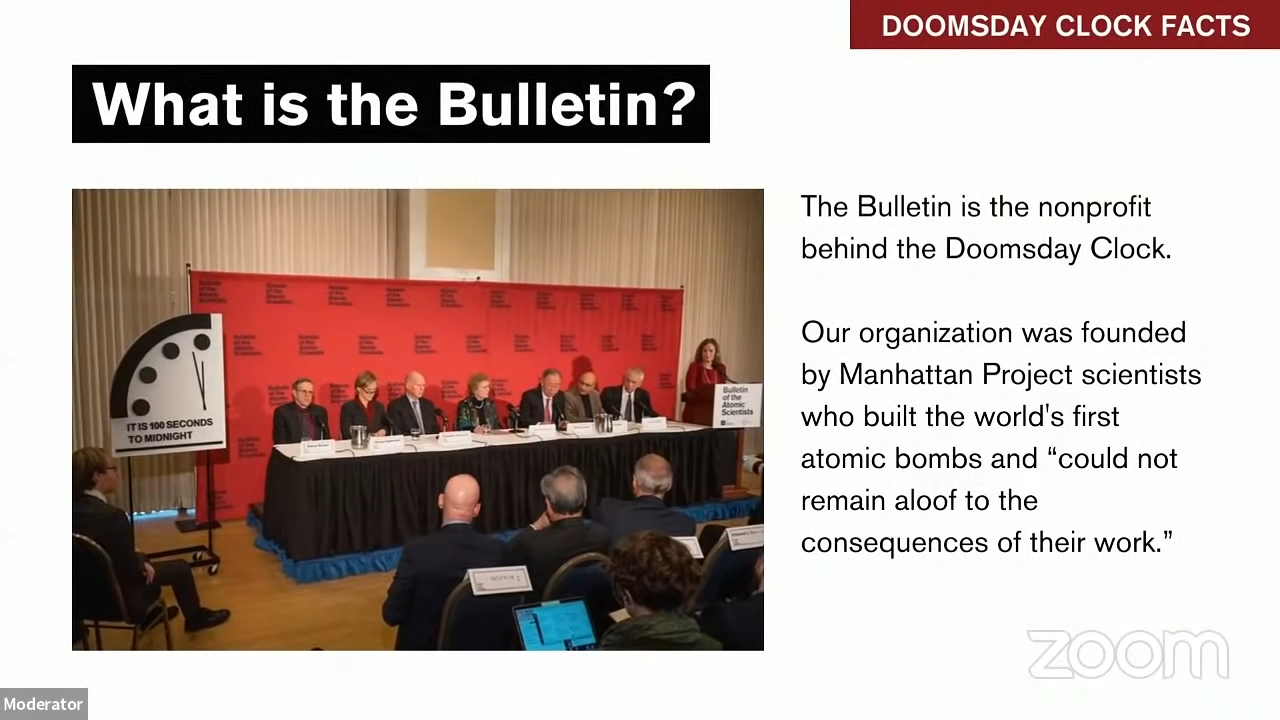 DOOMSDAY CLOCK FACTS
What is the Bulletin?
IT IS 100 SECONDS
TO MIDNIGHT
Bulletin
of the
Atomic
Scientists
The Bulletin is the nonprofit
behind the Doomsday Clock.
Our organization was founded
by Manhattan Project scientists
who built the world's first
atomic bombs and “could not
remain aloof to the
consequences of their work.”
zoom
Moderator